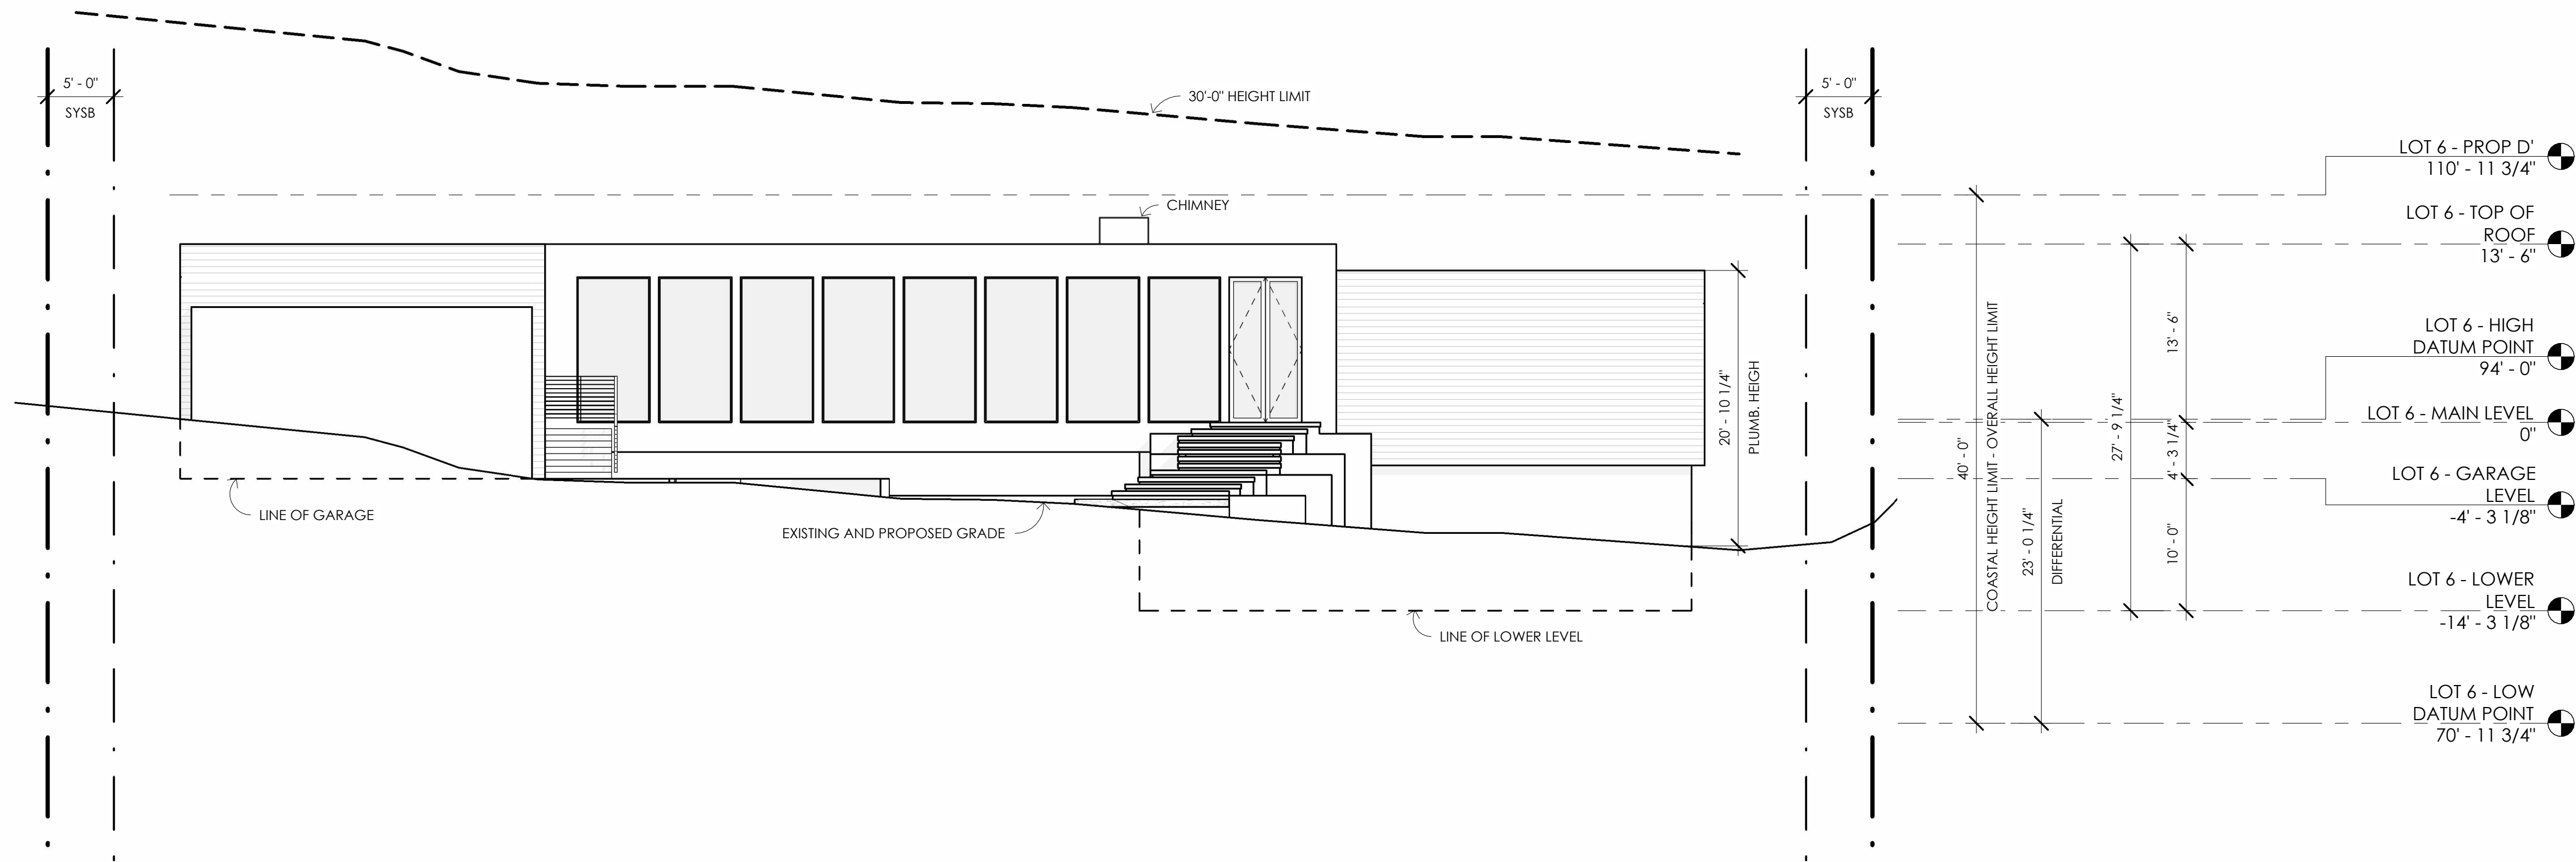 5' - 0"
SYSB
30'-0" HEIGHT LIMIT
5' - 0"
SYSB
CHIMNEY
LINE OF GARAGE
EXISTING AND PROPOSED GRADE
LINE OF LOWER LEVEL
20' - 10 1/4"
PLUMB. HEIGH
40' - 0"
COASTAL HEIGHT LIMIT - OVERALL HEIGHT LIMIT
23' - 0 1/4"
DIFFERENTIAL
27' - 9 1/4"
13' - 6"
4' - 3 1/4"
10' - 0"
LOT 6 - PROP D'
110' - 11 3/4"
LOT 6 - TOP OF
ROOF
13' - 6"
LOT 6 - HIGH
DATUM POINT
94' - 0"
LOT 6 - MAIN LEVEL
0"
LOT 6 - GARAGE
LEVEL
-4' - 3 1/8"
LOT 6 - LOWER
LEVEL
-14' - 3 1/8"
LOT 6 - LOW
DATUM POINT
70' - 11 3/4"